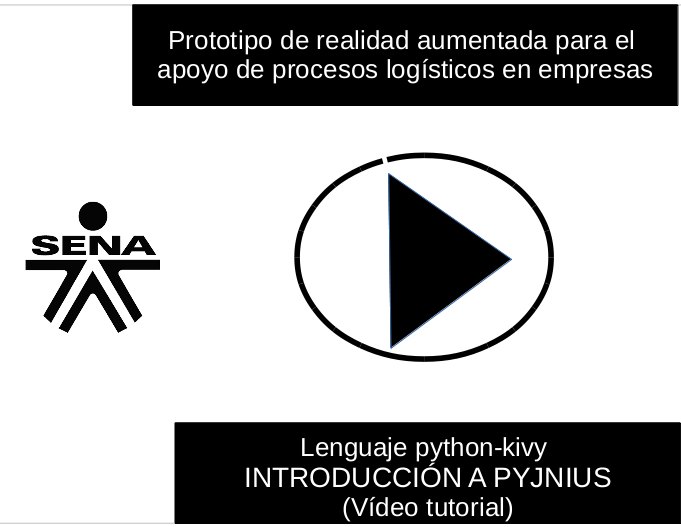 Prototipo de realidad aumentada para el
apoyo de procesos logísticos en empresas
SENA
Lenguaje python-kivy
INTRODUCCIÓN A PYJNIUS
(Vídeo tutorial)